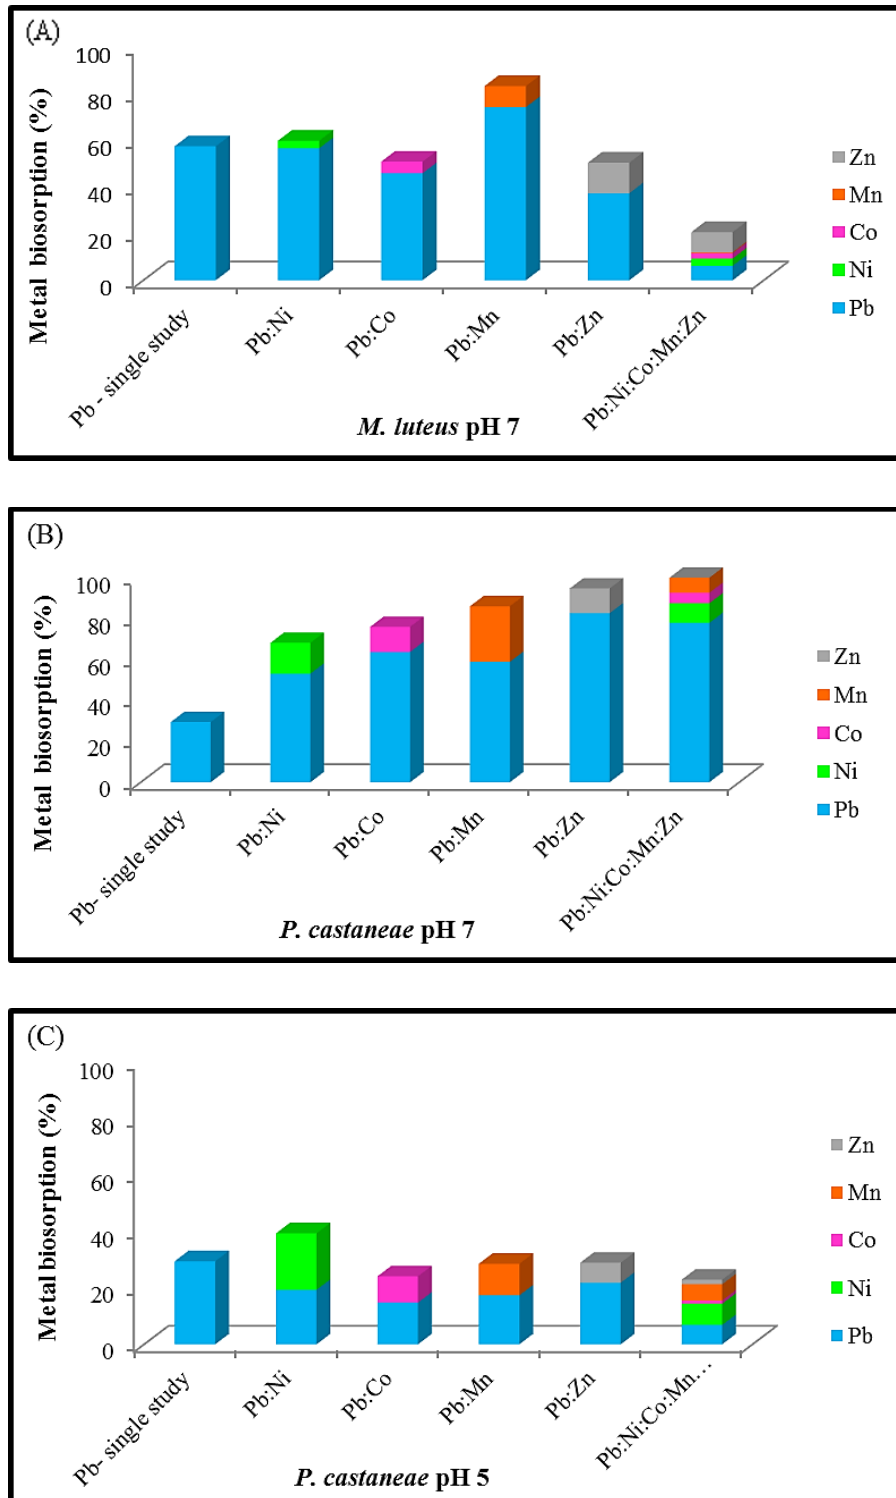 (A)
Metal biosorption (%)
100
80
60
40
20
0
Pb - single study
Pb:Ni
Pb:Co
Pb:Mn
Pb:Zn
Pb:Ni:Co:Mn:Zn
M. luteus pH 7
Zn
Mn
Co
Ni
Pb
(B)
Metal biosorption (%)
100
80
60
40
20
0
Pb- single study
Pb:Ni
Pb:Co
Pb:Mn
Pb:Zn
Pb:Ni:Co:Mn:Zn
P. castaneae pH 7
Zn
Mn
Co
Ni
Pb
(C)
Metal biosorption (%)
100
80
60
40
20
0
Pb- single study
Pb:Ni
Pb:Co
Pb:Mn
Pb:Zn
Pb:Ni:Co:Mn...
P. castaneae pH 5
Zn
Mn
Co
Ni
Pb